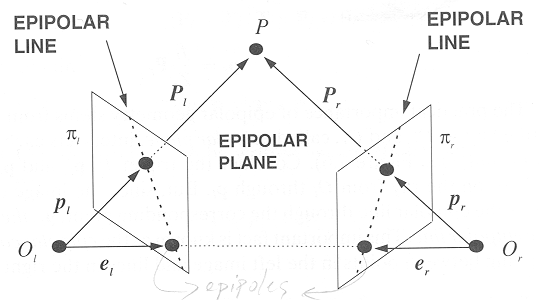 EPIPOLAR
LINE
P
EPIPOLAR
LINE
P_l
P_r
π_l
EPIPOLAR
PLANE
π_r
p_l
p_r
O_l
e_l
e_r
O_r
epipoles